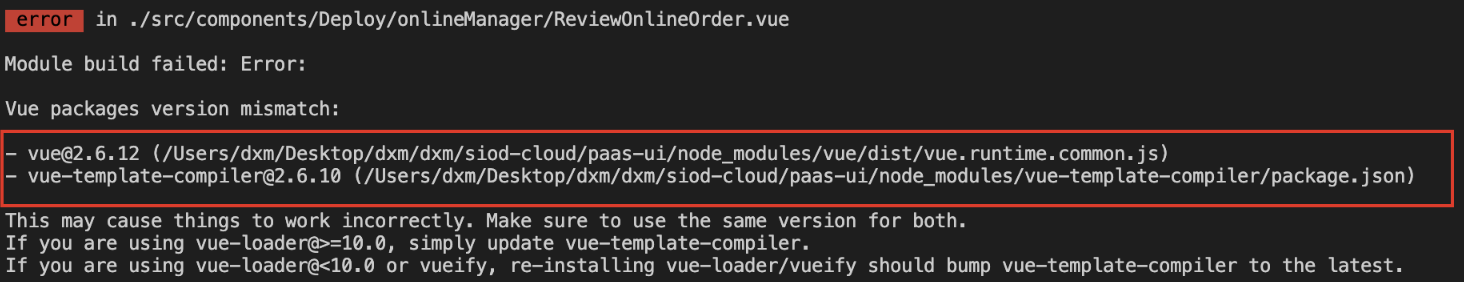 error in ./src/components/Deploy/onlineManager/ReviewOnlineOrder.vue
Module build failed: Error:
Vue packages version mismatch:
- vue@2.6.12 (/Users/dxm/Desktop/dxm/dxm/siod-cloud/paas-ui/node_modules/vue/dist/vue.runtime.common.js)
- vue-template-compiler@2.6.10 (/Users/dxm/Desktop/dxm/dxm/siod-cloud/paas-ui/node_modules/vue-template-compiler/package.json)
This may cause things to work incorrectly. Make sure to use the same version for both.
If you are using vue-loader@>=10.0, simply update vue-template-compiler.
If you are using vue-loader@<10.0 or vueify, re-installing vue-loader/vueify should bump vue-template-compiler to the latest.